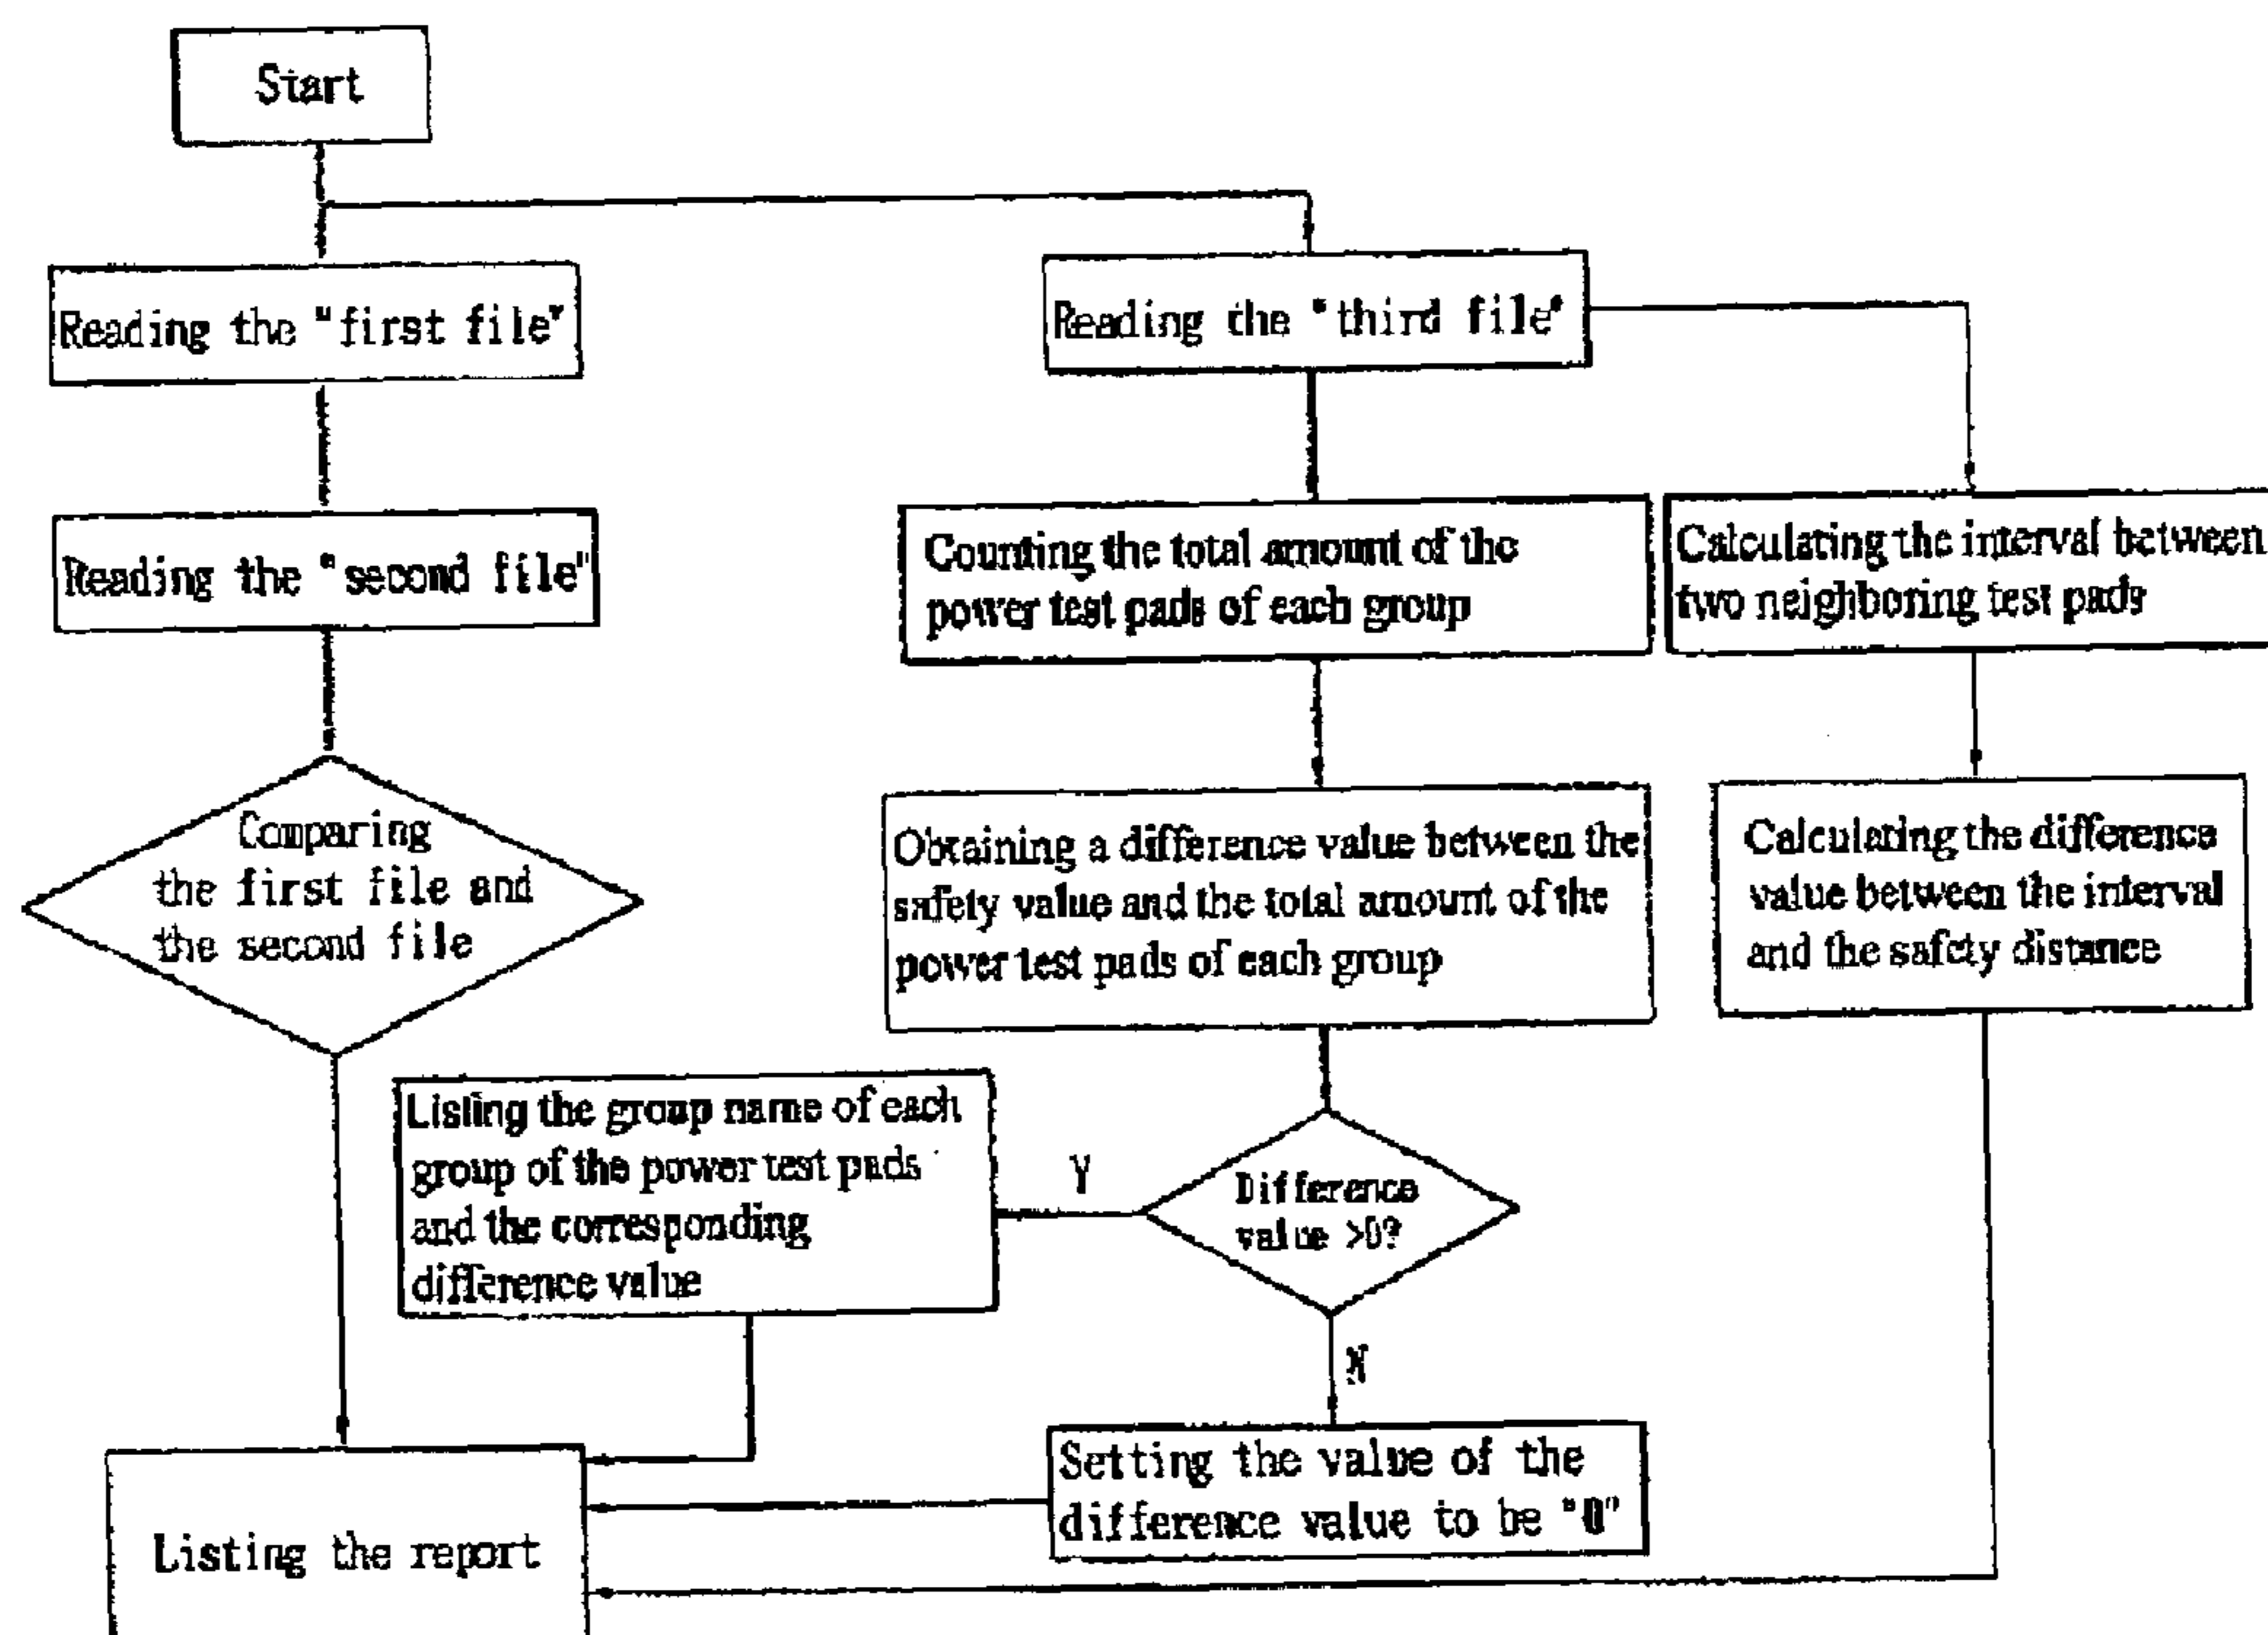 Start
Reading the "first file"
Reading the "third file"
Reading the "second file"
Counting the total amount of the
power test pads of each group
Calculating the interval between
two neighboring test pads
Comparing
the first file and
the second file
Obtaining a difference value between the
safety value and the total amount of the
power test pads of each group
Calculating the difference
value between the interval
and the safety distance
Listing the group name of each
group of the power test pads
and the corresponding
difference value
Y
Difference
value >0?
N
Setting the value of the
difference value to be "0"
Listing the report